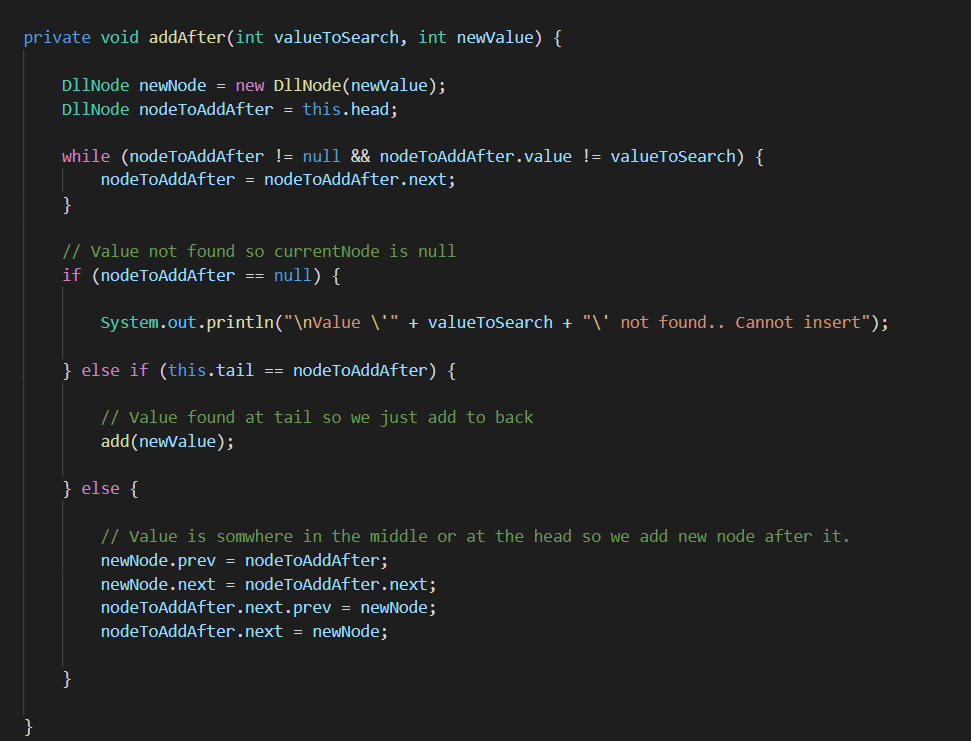 private void addAfter(int valueToSearch, int newValue) {
DllNode newNode = new DllNode(newValue);
DllNode nodeToAddAfter = this.head;
while (nodeToAddAfter != null && nodeToAddAfter.value != valueToSearch) {
nodeToAddAfter = nodeToAddAfter.next;
}
// Value not found so currentNode is null
if (nodeToAddAfter == null) {
System.out.println("\nValue \'" + valueToSearch + "\' not found.. Cannot insert");
} else if (this.tail == nodeToAddAfter) {
// Value found at tail so we just add to back
add(newValue);
} else {
// Value is somwhere in the middle or at the head so we add new node after it.
newNode.prev = nodeToAddAfter;
newNode.next = nodeToAddAfter.next;
nodeToAddAfter.next.prev = newNode;
nodeToAddAfter.next = newNode;
}
}